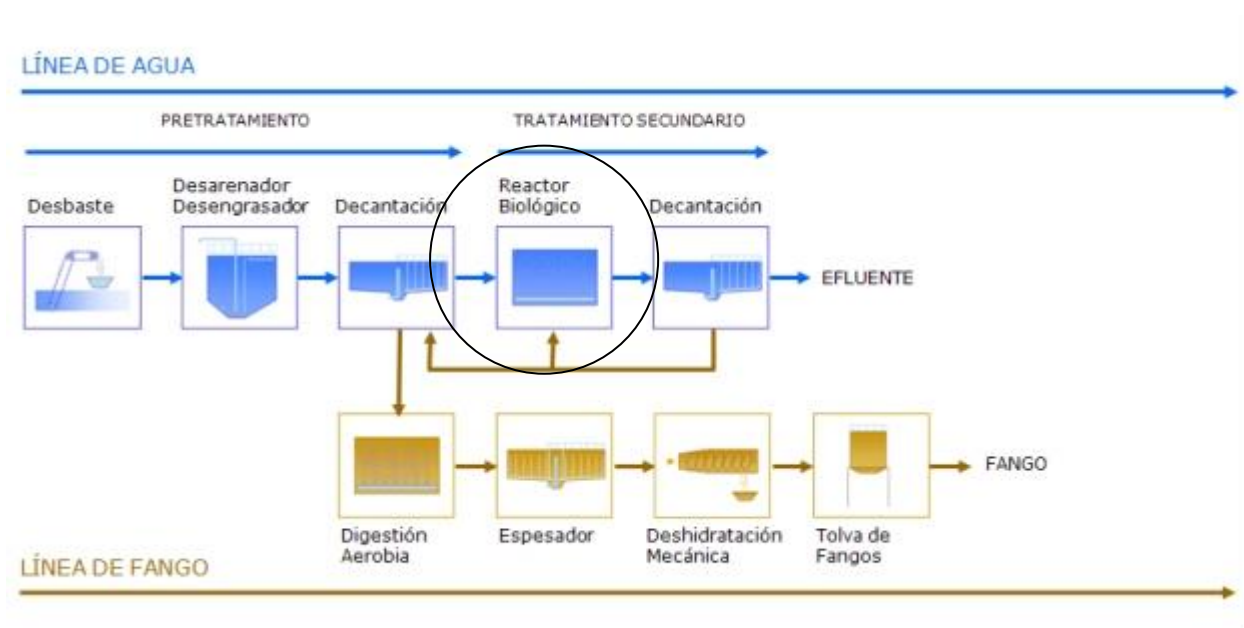 LÍNEA DE AGUA
PRETRATAMIENTO
TRATAMIENTO SECUNDARIO
Desbaste
Desarenador
Desengrasador
Decantación
Reactor
Biológico
Decantación
EFLUENTE
FANGO
Digestión
Aerobia
Espesador
Deshidratación
Mecánica
Tolva de
Fangos
LÍNEA DE FANGO